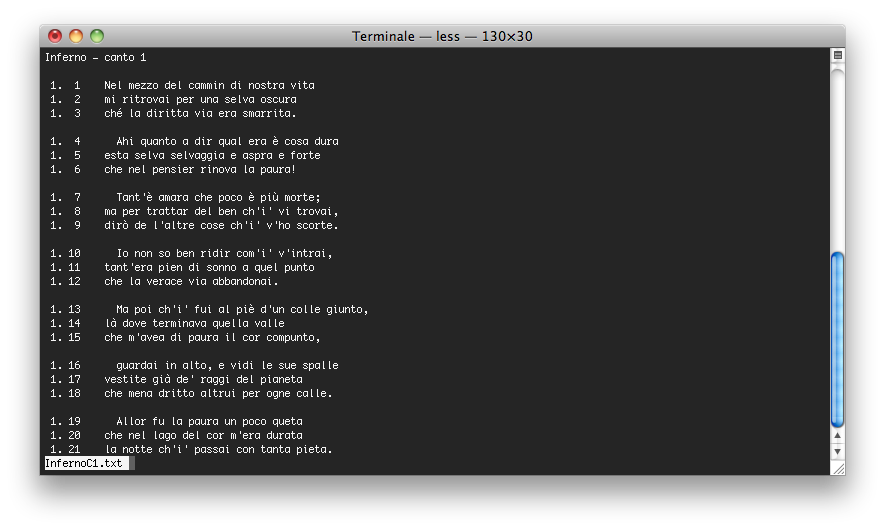 Terminale — less — 130×30
Inferno - canto 1
1. 1 Nel mezzo del cammin di nostra vita
1. 2 mi ritrovai per una selva oscura
1. 3 ché la diritta via era smarrita.
1. 4 Ahi quanto a dir qual era è cosa dura
1. 5 esta selva selvaggia e aspra e forte
1. 6 che nel pensier rinova la paura!
1. 7 Tant'è amara che poco è più morte;
1. 8 ma per trattar del ben ch'i' vi trovai,
1. 9 dirò de l'altre cose ch'i' v'ho scorte.
1. 10 Io non so ben ridir com'i' v'intrai,
1. 11 tant'era pien di sonno a quel punto
1. 12 che la verace via abbandonai.
1. 13 Ma poi ch'i' fui al piè d'un colle giunto,
1. 14 là dove terminava quella valle
1. 15 che m'avea di paura il cor compunto,
1. 16 guardai in alto, e vidi le sue spalle
1. 17 vestite già de' raggi del pianeta
1. 18 che mena dritto altrui per ogne calle.
1. 19 Allor fu la paura un poco queta
1. 20 che nel lago del cor m'era durata
1. 21 la notte ch'i' passai con tanta pieta.
InfernoC1.txt